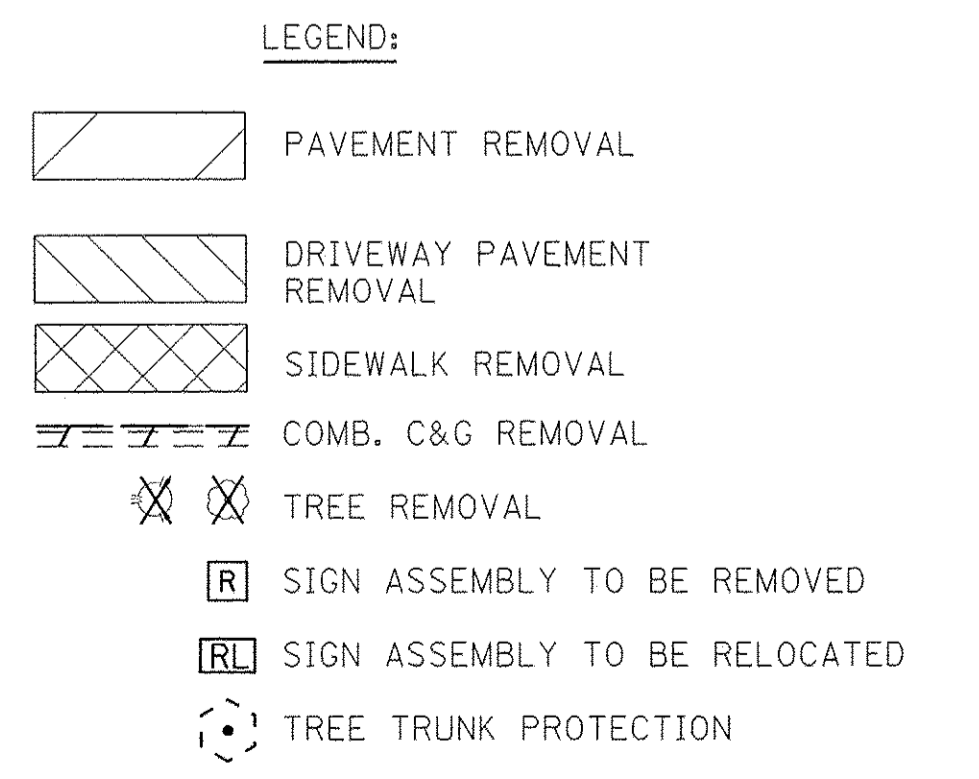 LEGEND:
PAVEMENT REMOVAL
DRIVEWAY PAVEMENT
REMOVAL
SIDEWALK REMOVAL
COMB. C&G REMOVAL
TREE REMOVAL
R SIGN ASSEMBLY TO BE REMOVED
RL SIGN ASSEMBLY TO BE RELOCATED
TREE TRUNK PROTECTION